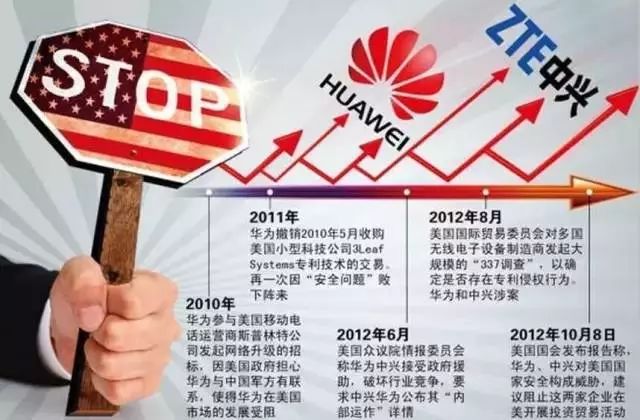 STOP
HUAWEI
ZTE中兴
2010年
华为参与美国移动电
话运营商斯普林特公
司发起网络升级的招
标，因美国政府担心
华为与中国军方有联
系，使得华为在美国
市场的发展受阻
2011年
华为撤销2010年5月收购
美国小型科技公司3Leaf
Systems专利技术的交易。
再一次因“安全问题”败
下阵来
2012年6月
美国众议院情报委员会
称华为中兴接受政府援
助，破坏行业竞争，要
求中兴华为公布其“内
部运作”详情
2012年8月
美国国际贸易委员会对多国
无线电子设备制造商发起大
规模的“337调查”，以确
定是否存在专利侵权行为。
华为和中兴涉案
2012年10月8日
美国国会发布报告称，
华为、中兴对美国国
家安全构成威胁，建
议阻止这两家企业在
美开展投资贸易活动